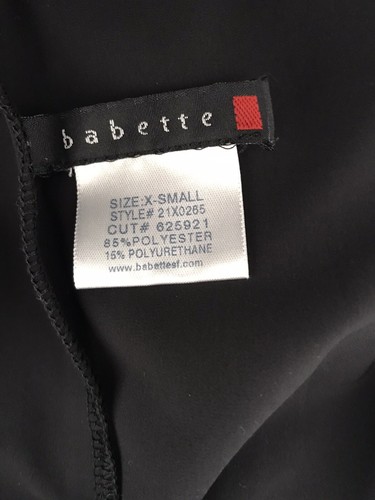 babette
SIZE: X-SMALL
STYLE# 21X0265
CUT# 625921
85%POLYESTER
15% POLYURETHANE
www.babettesf.com